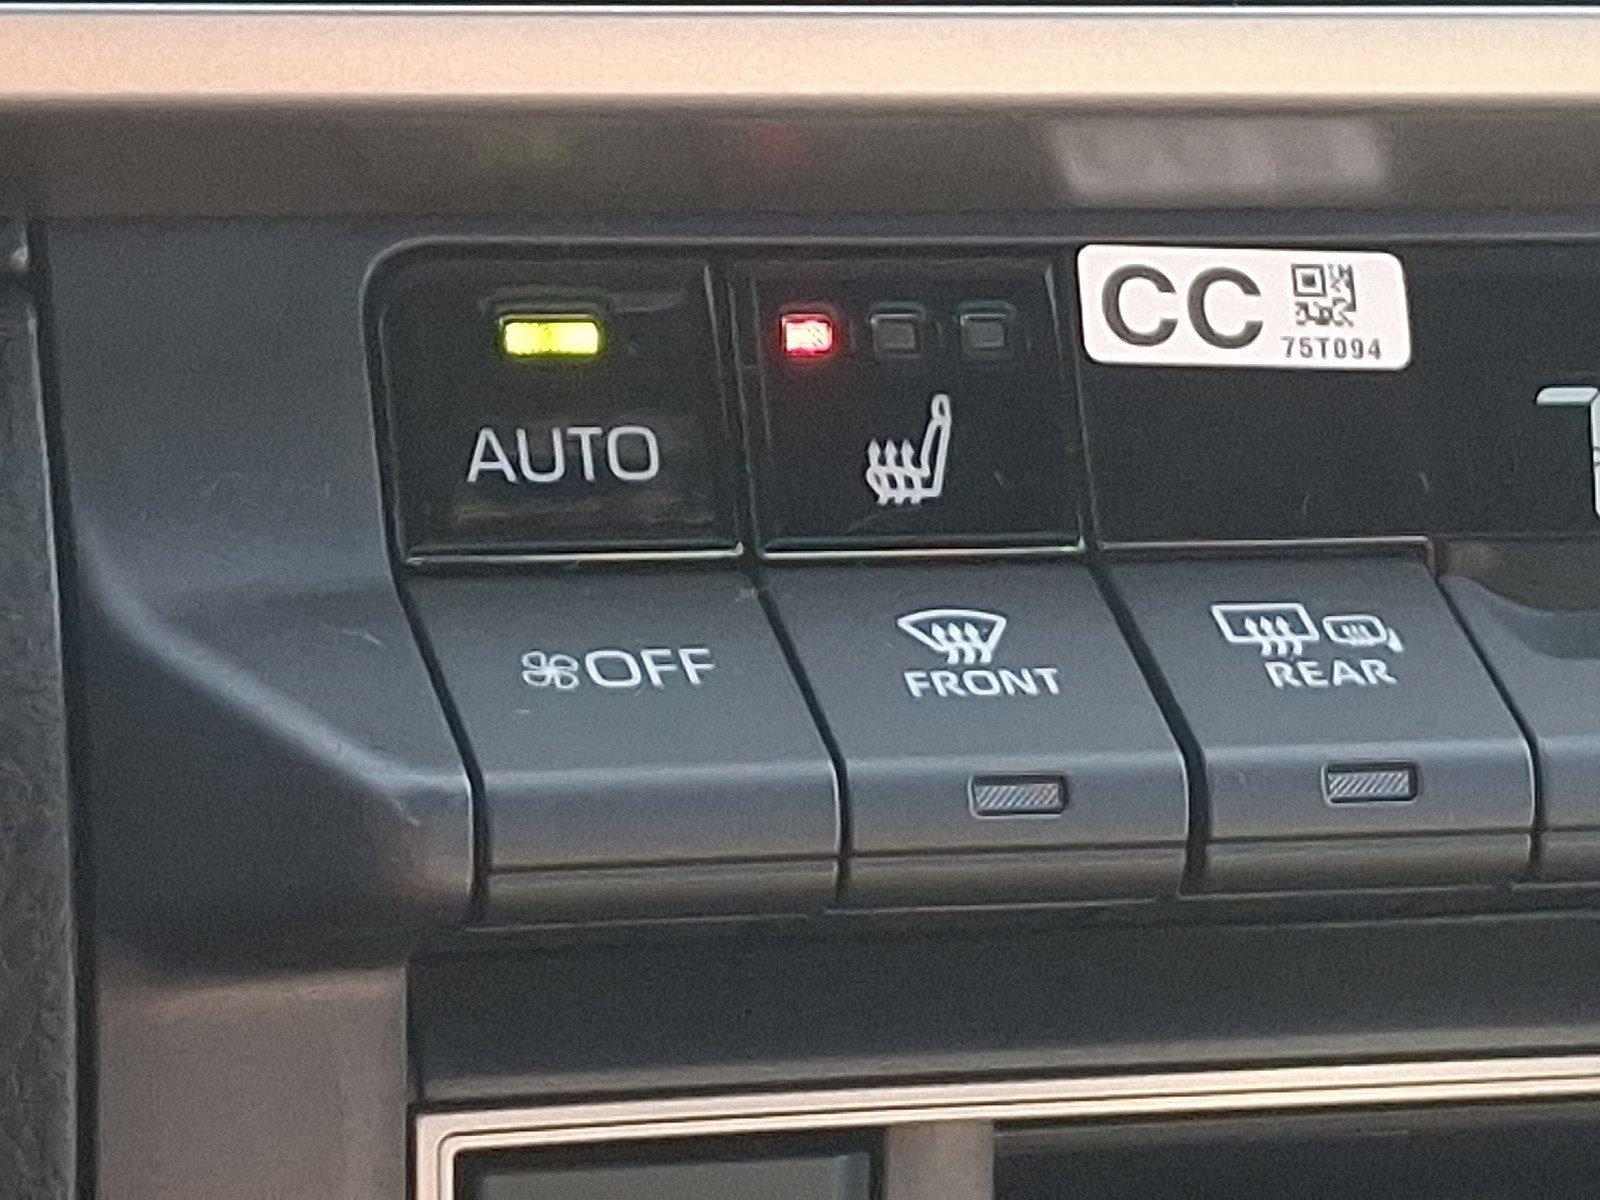 CC
75T094
AUTO
OFF
FRONT
REAR